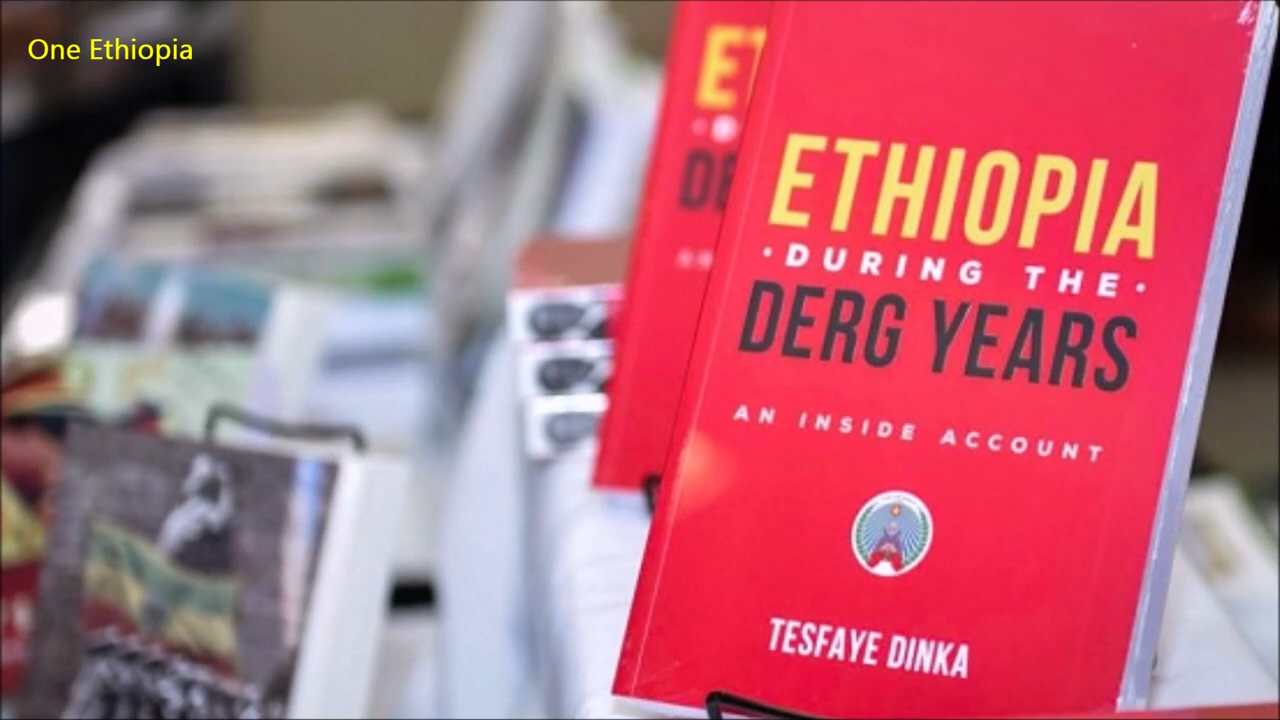 One Ethiopia
ETHIOPIA
·DURING THE·
DERG YEARS
AN INSIDE ACCOUNT
TESFAYE DINKA